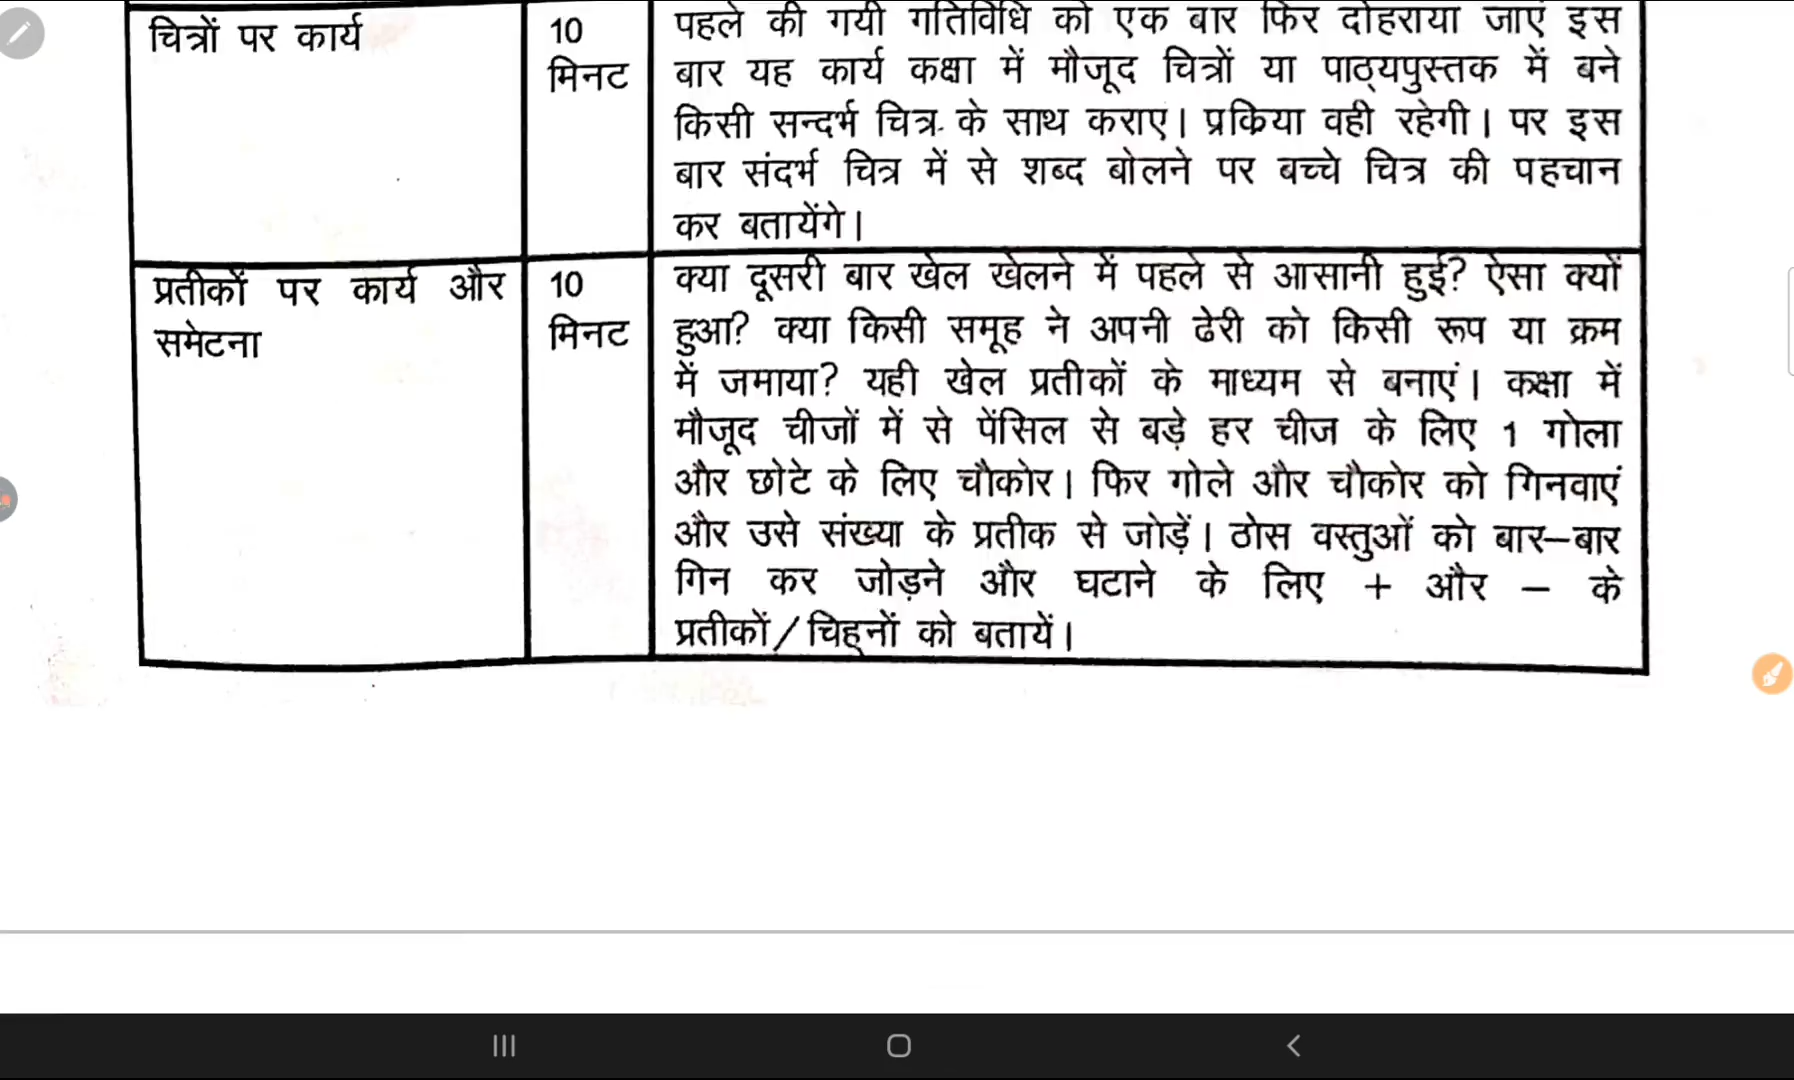 चित्रों पर कार्य
10
मिनट
पहले की गयी गतिविधि को एक बार फिर दोहराया जाएं इस
बार यह कार्य कक्षा में मौजूद चित्रों या पाठ्यपुस्तक में बने
किसी सन्दर्भ चित्र के साथ कराए। प्रकिया वही रहेगी। पर इस
बार संदर्भ चित्र में से शब्द बोलने पर बच्चे चित्र की पहचान
कर बतायेंगे।
प्रतीकों पर कार्य और
समेटना
10
मिनट
क्या दूसरी बार खेल खेलने में पहले से आसानी हुई? ऐसा क्यों
हुआ? क्या किसी समूह ने अपनी ढेरी को किसी रूप या क्रम
में जमाया? यही खेल प्रतीकों के माध्यम से बनाएं। कक्षा में
मौजूद चीजों में से पेंसिल से बड़े हर चीज के लिए 1 गोला
और छोटे के लिए चौकोर। फिर गोले और चौकोर को गिनवाएं
और उसे संख्या के प्रतीक से जोड़ें। ठोस वस्तुओं को बार–बार
गिन कर जोड़ने और घटाने के लिए + और – के
प्रतीकों/चिह्नों को बतायें।